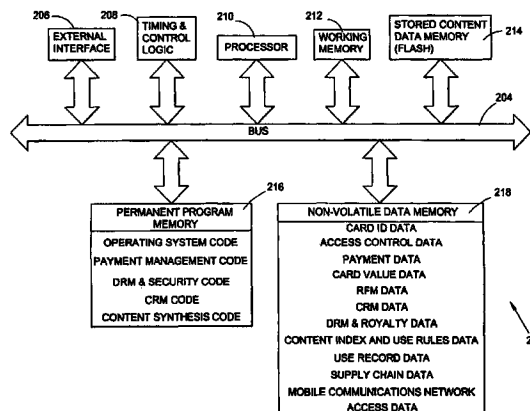 206
208
210
212
EXTERNAL
INTERFACE
TIMING &
CONTROL
LOGIC
PROCESSOR
WORKING
MEMORY
STORED CONTENT
DATA MEMORY
(FLASH)
214
204
BUS
216
218
PERMANENT PROGRAM
MEMORY
OPERATING SYSTEM CODE
PAYMENT MANAGEMENT CODE
DRM & SECURITY CODE
CRM CODE
CONTENT SYNTHESIS CODE
NON-VOLATILE DATA MEMORY
CARD ID DATA
ACCESS CONTROL DATA
PAYMENT DATA
CARD VALUE DATA
RFM DATA
CRM DATA
DRM & ROYALTY DATA
CONTENT INDEX AND USE RULES DATA
USE RECORD DATA
SUPPLY CHAIN DATA
MOBILE COMMUNICATIONS NETWORK
ACCESS DATA